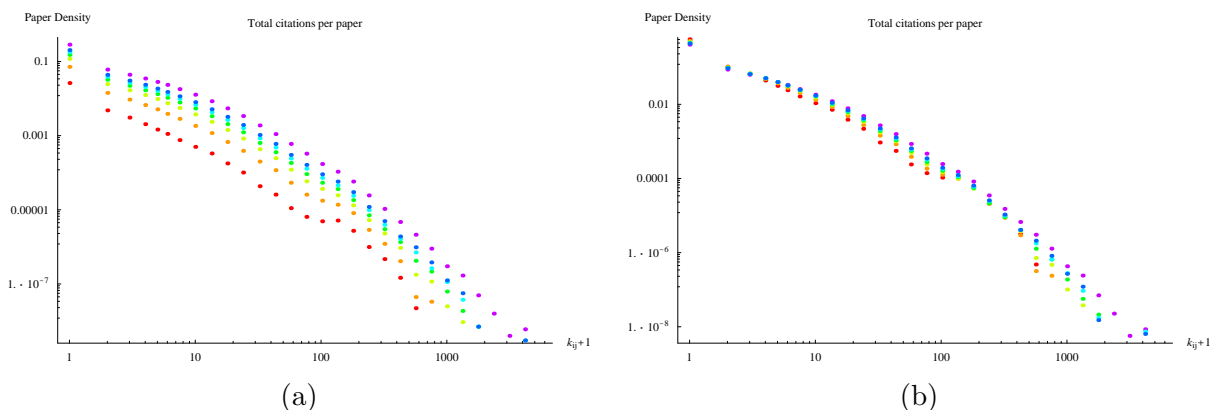 Paper Density
Total citations per paper
0.1
0.001
0.00001
1. · 10⁻⁷
1 10 100 1000
kᵢⱼ+1
(a)
Paper Density
Total citations per paper
0.01
0.0001
1. · 10⁻⁶
1. · 10⁻⁸
1 10 100 1000
kᵢⱼ+1
(b)